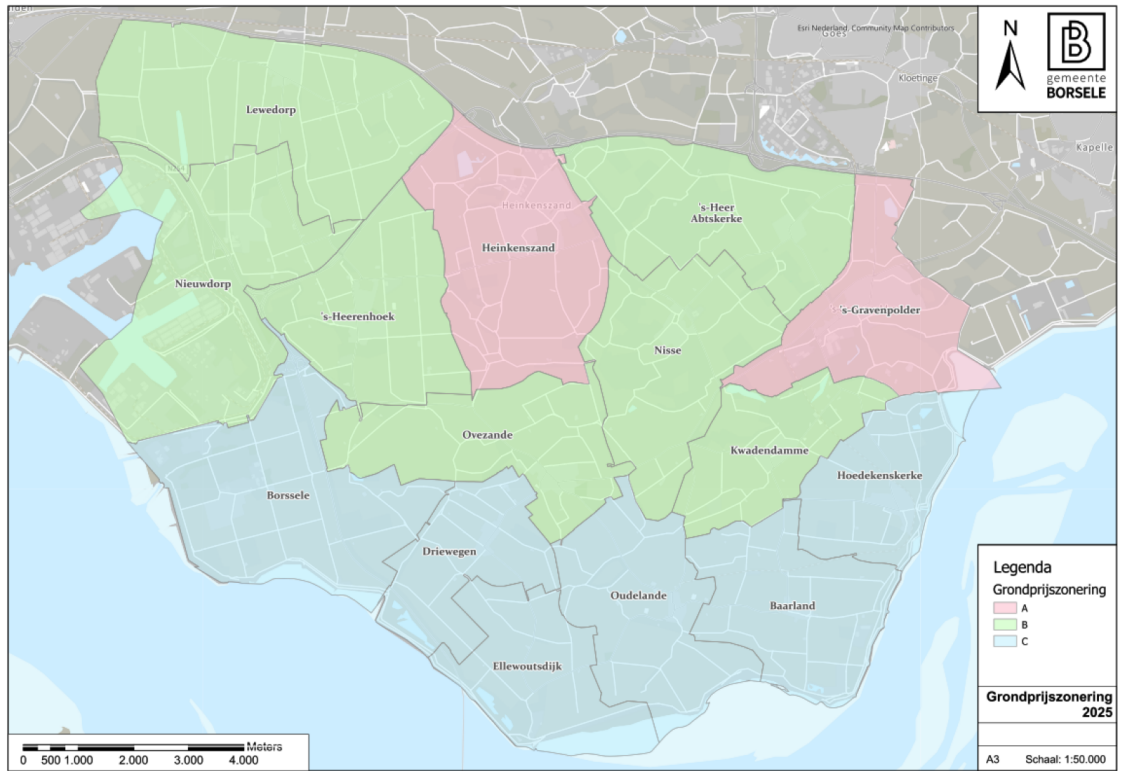 Esri Nederland, Community Map Contributors
Goes
N
gemeente
BORSELE
Kloetinge
Kapelle
Lewedorp
Heinkenszand
's-Heer
Abtskerke
Heinkenszand
Nieuwdorp
's-Heerenhoek
's-Gravenpolder
Nisse
Ovezande
Kwadendamme
Hoedekenskerke
Borssele
Driewegen
Oudelande
Baarland
Ellewoutsdijk
Legenda
Grondprijszonering
A
B
C
Grondprijszonering
2025
A3 Schaal: 1:50.000
Meters
0 500 1.000 2.000 3.000 4.000